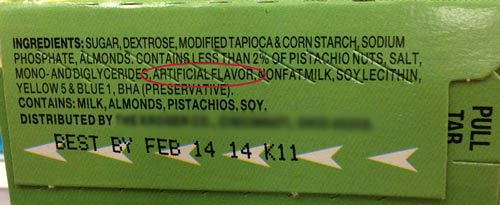 INGREDIENTS: SUGAR, DEXTROSE, MODIFIED TAPIOCA & CORN STARCH, SODIUM
PHOSPHATE, ALMONDS, CONTAINS LESS THAN 2% OF PISTACHIO NUTS, SALT,
MONO- AND DIGLYCERIDES, ARTIFICIAL FLAVOR, NONFAT MILK, SOY LECITHIN,
YELLOW 5 & BLUE 1, BHA (PRESERVATIVE).
CONTAINS: MILK, ALMONDS, PISTACHIOS, SOY.
DISTRIBUTED BY
BEST BY FEB 14 14 K11
PULL
TAB